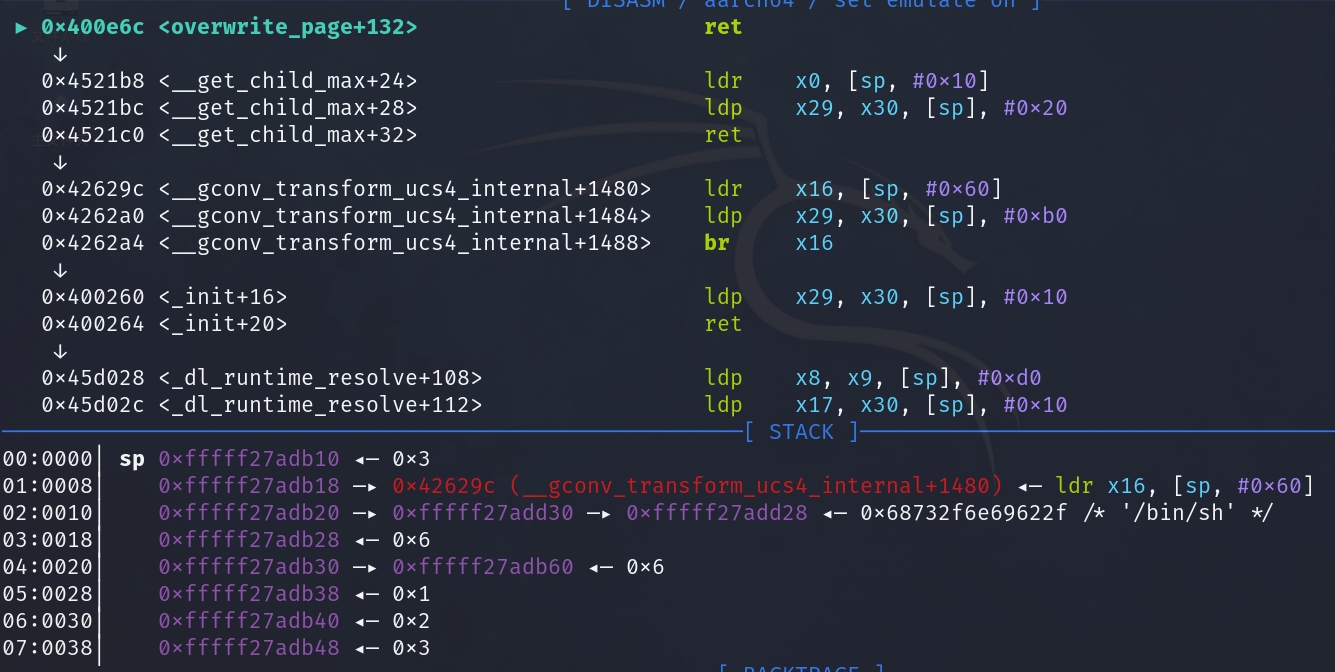 [ DISASM / aarch64 / set emulate on ]
► 0×400e6c <overwrite_page+132> ret
↓
0×4521b8 <__get_child_max+24> ldr x0, [sp, #0×10]
0×4521bc <__get_child_max+28> ldp x29, x30, [sp], #0×20
0×4521c0 <__get_child_max+32> ret
↓
0×42629c <__gconv_transform_ucs4_internal+1480> ldr x16, [sp, #0×60]
0×4262a0 <__gconv_transform_ucs4_internal+1484> ldp x29, x30, [sp], #0×b0
0×4262a4 <__gconv_transform_ucs4_internal+1488> br x16
↓
0×400260 <_init+16> ldp x29, x30, [sp], #0×10
0×400264 <_init+20> ret
↓
0×45d028 <_dl_runtime_resolve+108> ldp x8, x9, [sp], #0×d0
0×45d02c <_dl_runtime_resolve+112> ldp x17, x30, [sp], #0×10
[ STACK ]
00:0000│ sp 0×fffff27adb10 ◂— 0×3
01:0008│ 0×fffff27adb18 —▸ 0×42629c (__gconv_transform_ucs4_internal+1480) ◂— ldr x16, [sp, #0×60]
02:0010│ 0×fffff27adb20 —▸ 0×fffff27add30 —▸ 0×fffff27add28 ◂— 0×68732f6e69622f /* '/bin/sh' */
03:0018│ 0×fffff27adb28 ◂— 0×6
04:0020│ 0×fffff27adb30 —▸ 0×fffff27adb60 ◂— 0×6
05:0028│ 0×fffff27adb38 ◂— 0×1
06:0030│ 0×fffff27adb40 ◂— 0×2
07:0038│ 0×fffff27adb48 ◂— 0×3
[ BACKTRACE ]